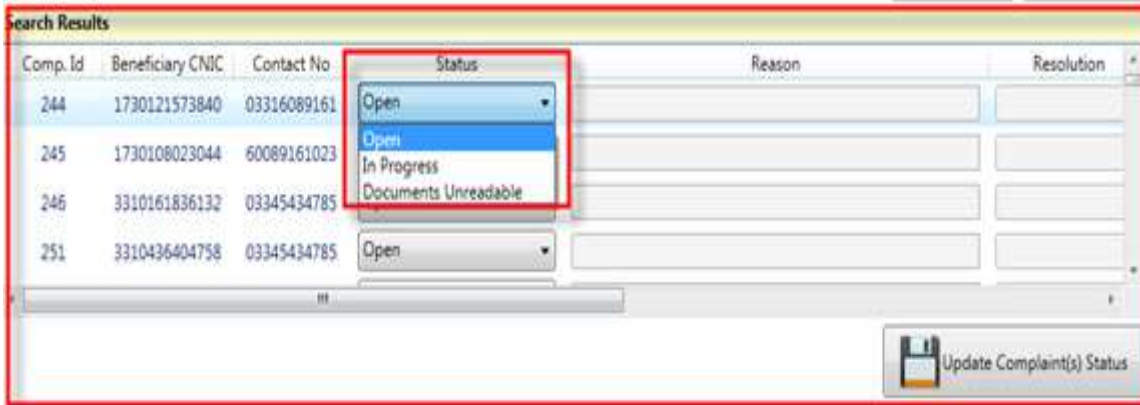 Search Results
Comp. Id Beneficiary CNIC Contact No Status Reason Resolution
244 1730121573840 03316089161 Open
Open
245 1730108023044 60089161023
In Progress
Documents Unreadable
246 3310161836132 03345434785
251 3310436404758 03345434785 Open
Update Complaint(s) Status